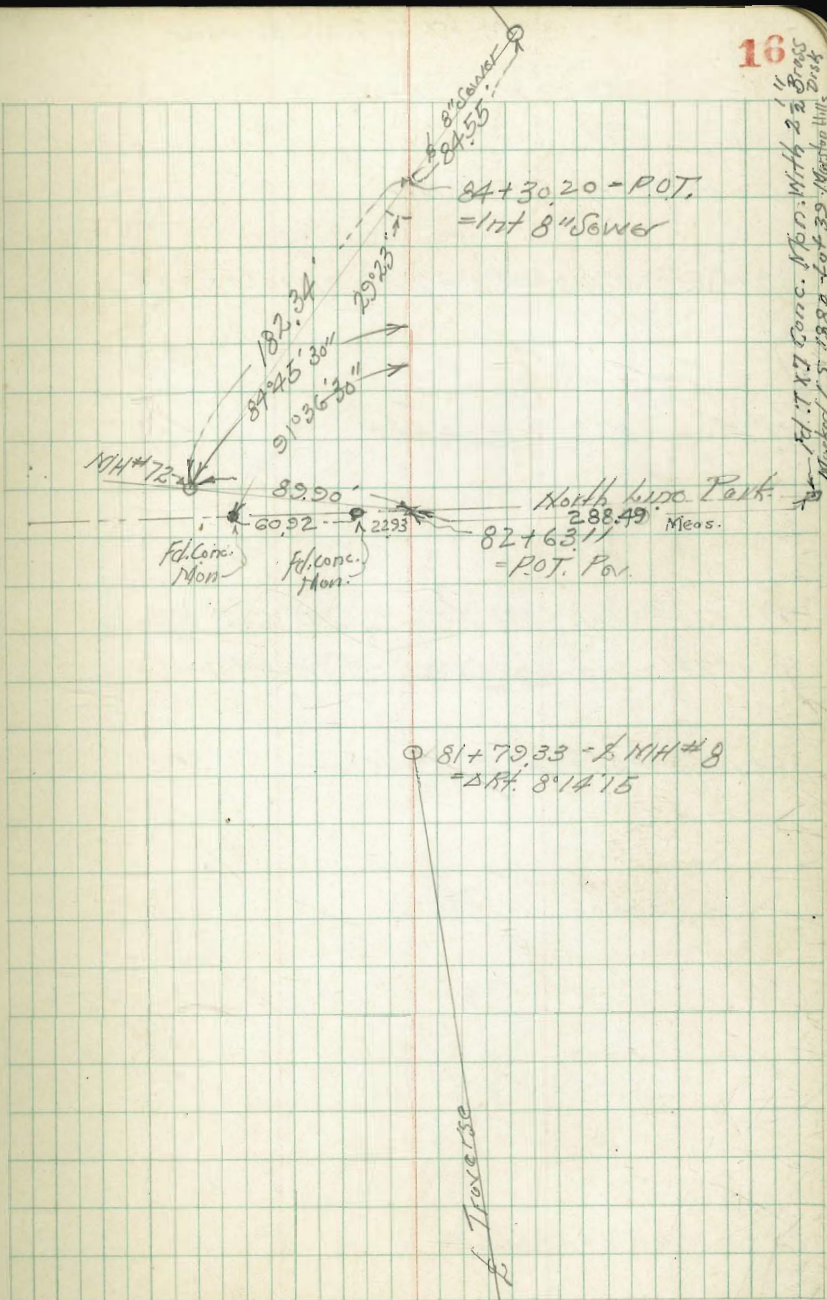 16
℄ 8" Sewer
84.55'
84+30.20 = P.O.T.
= Int 8" Sewer
29°23'
182.34'
84°45'30"
91°36'30"
MH#72
89.90'
60.92
22.93
Fd. Conc.
Mon.
Fd. Conc.
Mon.
North Line Park
288.49 Meas.
82+63.11
= P.O.T.
Fd. 7X7 Conc. Mon. With 2½" Brass
Disk
81+79.33 = ℄ MH#8
= Δ Rt. 8°14'15
℄ Traverse